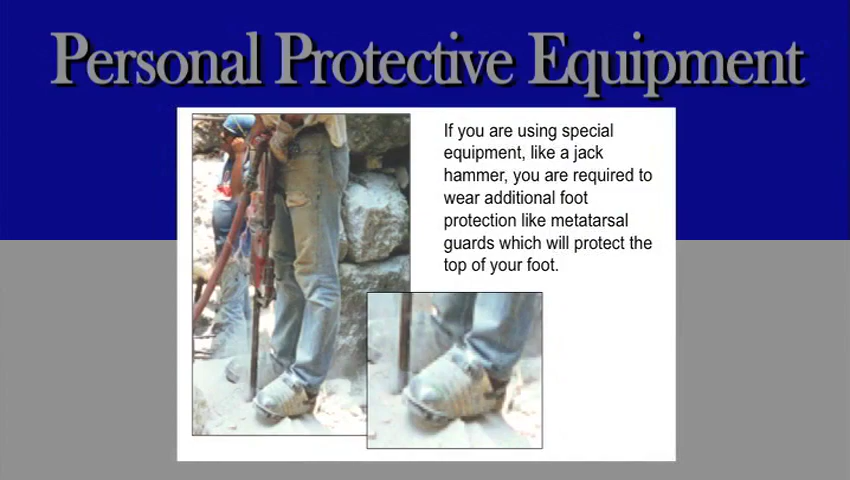 Personal Protective Equipment
If you are using special
equipment, like a jack
hammer, you are required to
wear additional foot
protection like metatarsal
guards which will protect the
top of your foot.